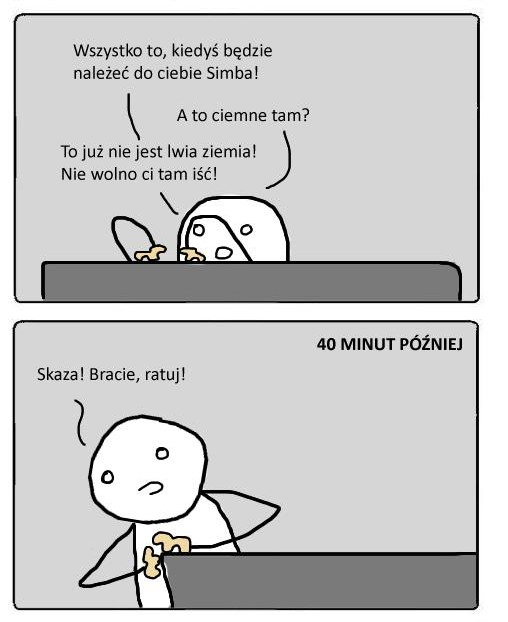 Wszystko to, kiedyś będzie
należeć do ciebie Simba!
A to ciemne tam?
To już nie jest lwia ziemia!
Nie wolno ci tam iść!
40 MINUT PÓŹNIEJ
Skaza! Bracie, ratuj!